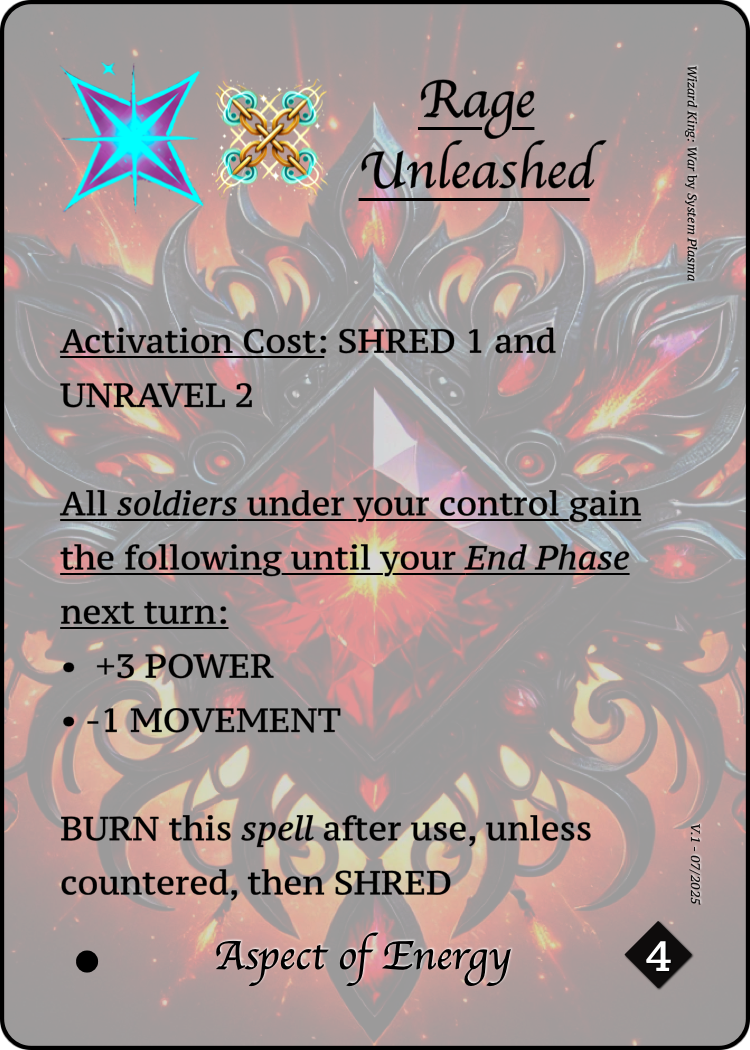 Rage
Unleashed
Wizard King: War by System Plasma
Activation Cost: SHRED 1 and
UNRAVEL 2
All soldiers under your control gain
the following until your End Phase
next turn:
• +3 POWER
• -1 MOVEMENT
BURN this spell after use, unless
countered, then SHRED
V.1 - 07/2025
Aspect of Energy
4